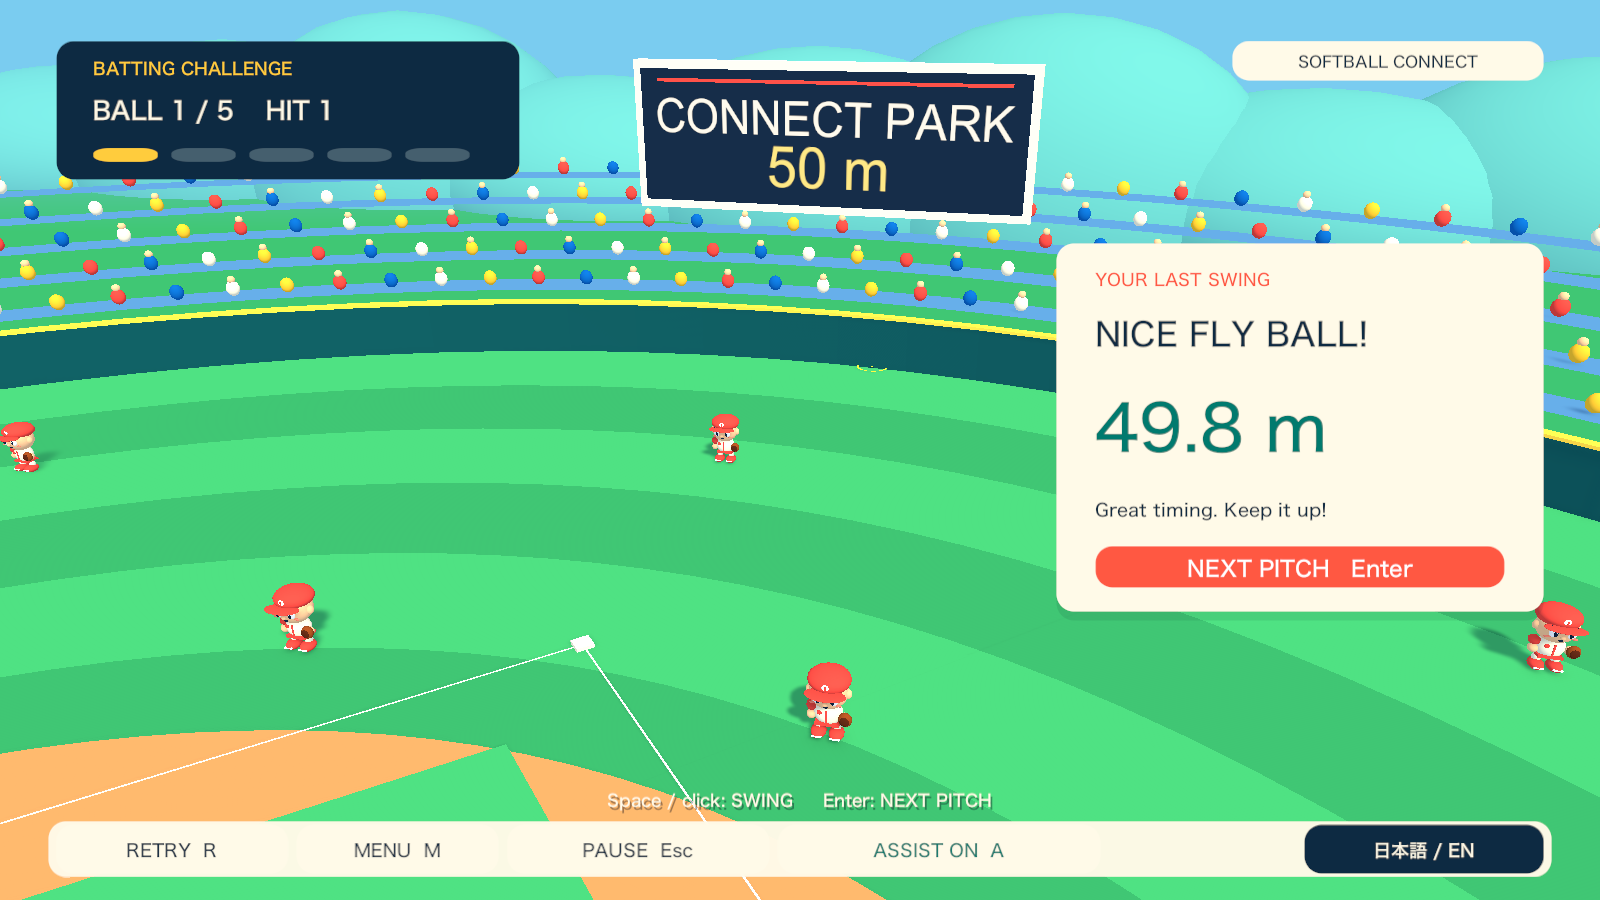 BATTING CHALLENGE
BALL 1 / 5 HIT 1
CONNECT PARK
50 m
SOFTBALL CONNECT
YOUR LAST SWING
NICE FLY BALL!
49.8 m
Great timing. Keep it up!
NEXT PITCH Enter
Space / click: SWING Enter: NEXT PITCH
RETRY R
MENU M
PAUSE Esc
ASSIST ON A
日本語 / EN